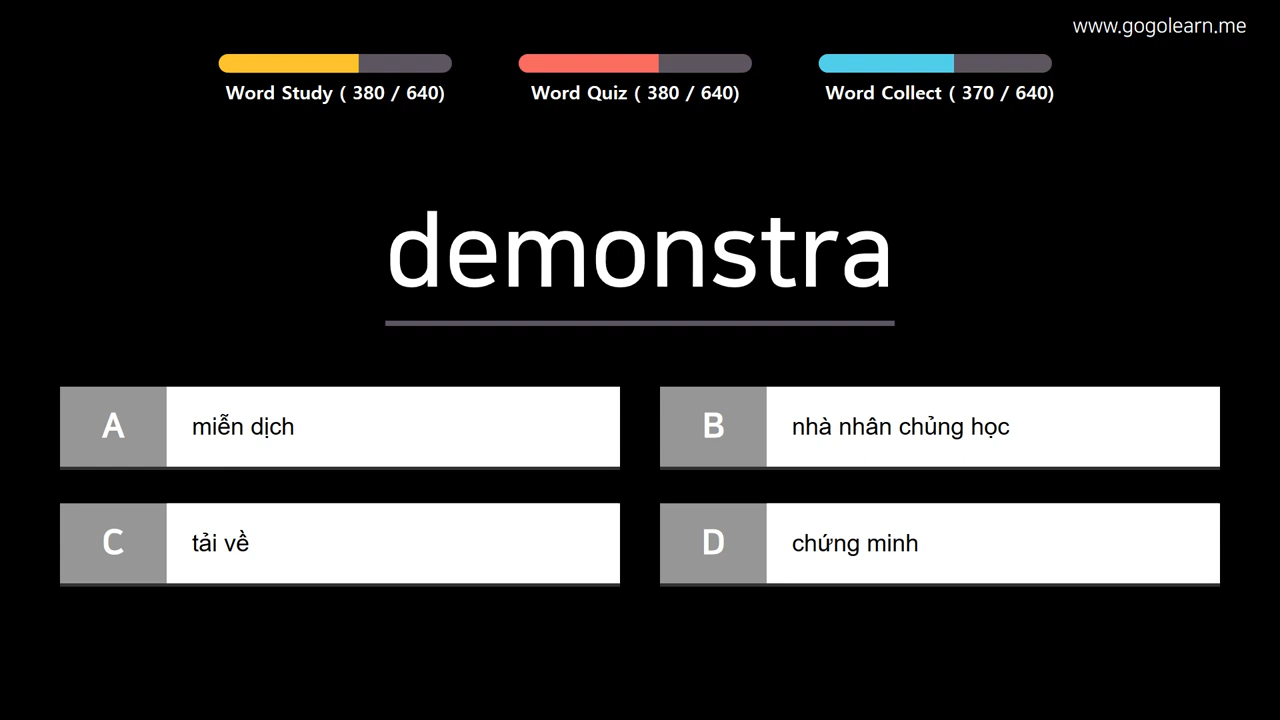 www.gogolearn.me
Word Study ( 380 / 640)
Word Quiz ( 380 / 640)
Word Collect ( 370 / 640)
demonstra
A
miễn dịch
B
nhà nhân chủng học
C
tải về
D
chứng minh